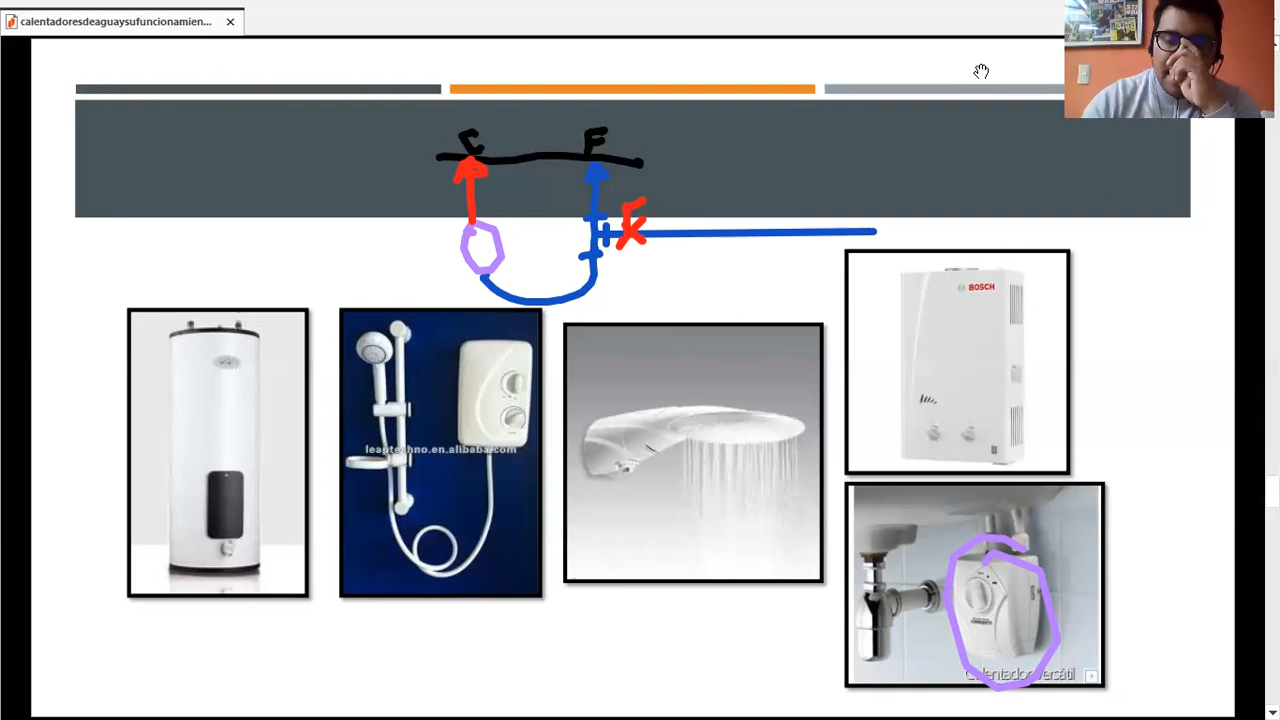 calentadoresdeaguaysufuncionamien...
C F
F
BOSCH
leaptechno.en.alibaba.com
Calentador versátil